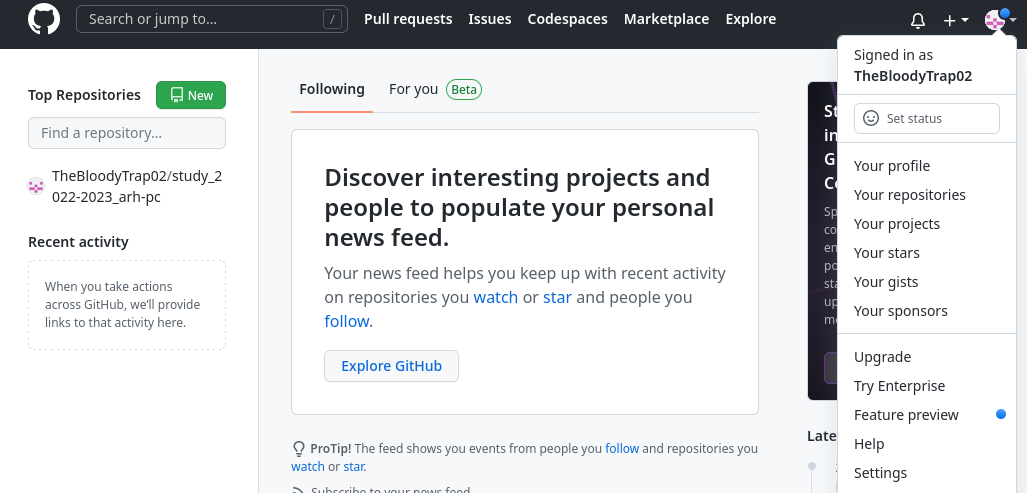 Search or jump to...
/
Pull requests
Issues
Codespaces
Marketplace
Explore
Top Repositories
New
Find a repository...
TheBloodyTrap02/study_2
022-2023_arh-pc
Recent activity
When you take actions
across GitHub, we'll provide
links to that activity here.
Following
For you
Beta
Discover interesting projects and
people to populate your personal
news feed.
Your news feed helps you keep up with recent activity
on repositories you watch or star and people you
follow.
Explore GitHub
ProTip! The feed shows you events from people you follow and repositories you
watch or star.
Subscribe to your news feed
Late
Signed in as
TheBloodyTrap02
Set status
Your profile
Your repositories
Your projects
Your stars
Your gists
Your sponsors
Upgrade
Try Enterprise
Feature preview
Help
Settings